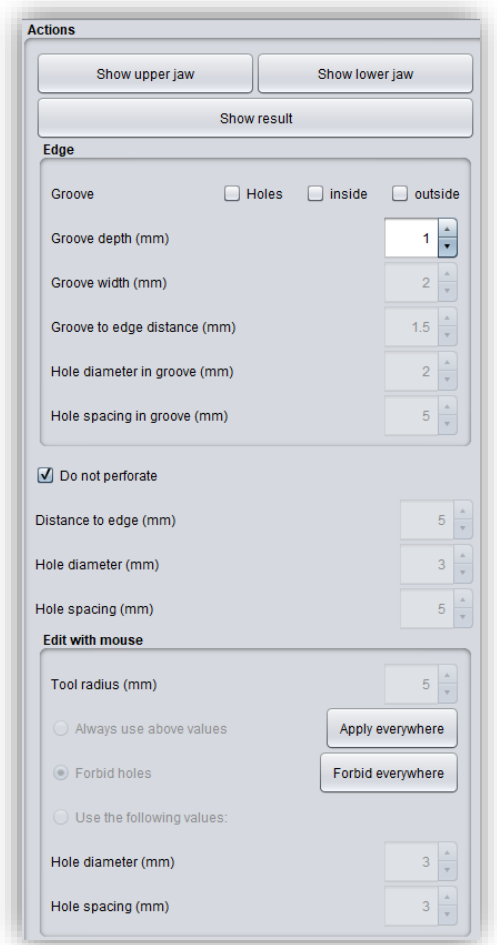 Actions
Show upper jaw Show lower jaw
Show result
Edge
Groove Holes inside outside
Groove depth (mm) 1
Groove width (mm) 2
Groove to edge distance (mm) 1.5
Hole diameter in groove (mm) 2
Hole spacing in groove (mm) 5
Do not perforate
Distance to edge (mm) 5
Hole diameter (mm) 3
Hole spacing (mm) 5
Edit with mouse
Tool radius (mm) 5
Always use above values Apply everywhere
Forbid holes Forbid everywhere
Use the following values:
Hole diameter (mm) 3
Hole spacing (mm) 3